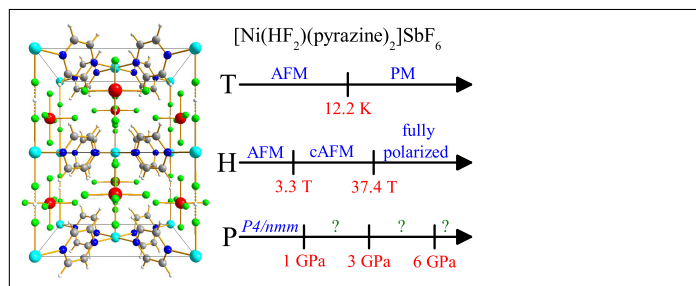 [Ni(HF₂)(pyrazine)₂]SbF₆
T AFM PM
12.2 K
H AFM cAFM fully polarized
3.3 T 37.4 T
P P4/nmm ? ? ?
1 GPa 3 GPa 6 GPa